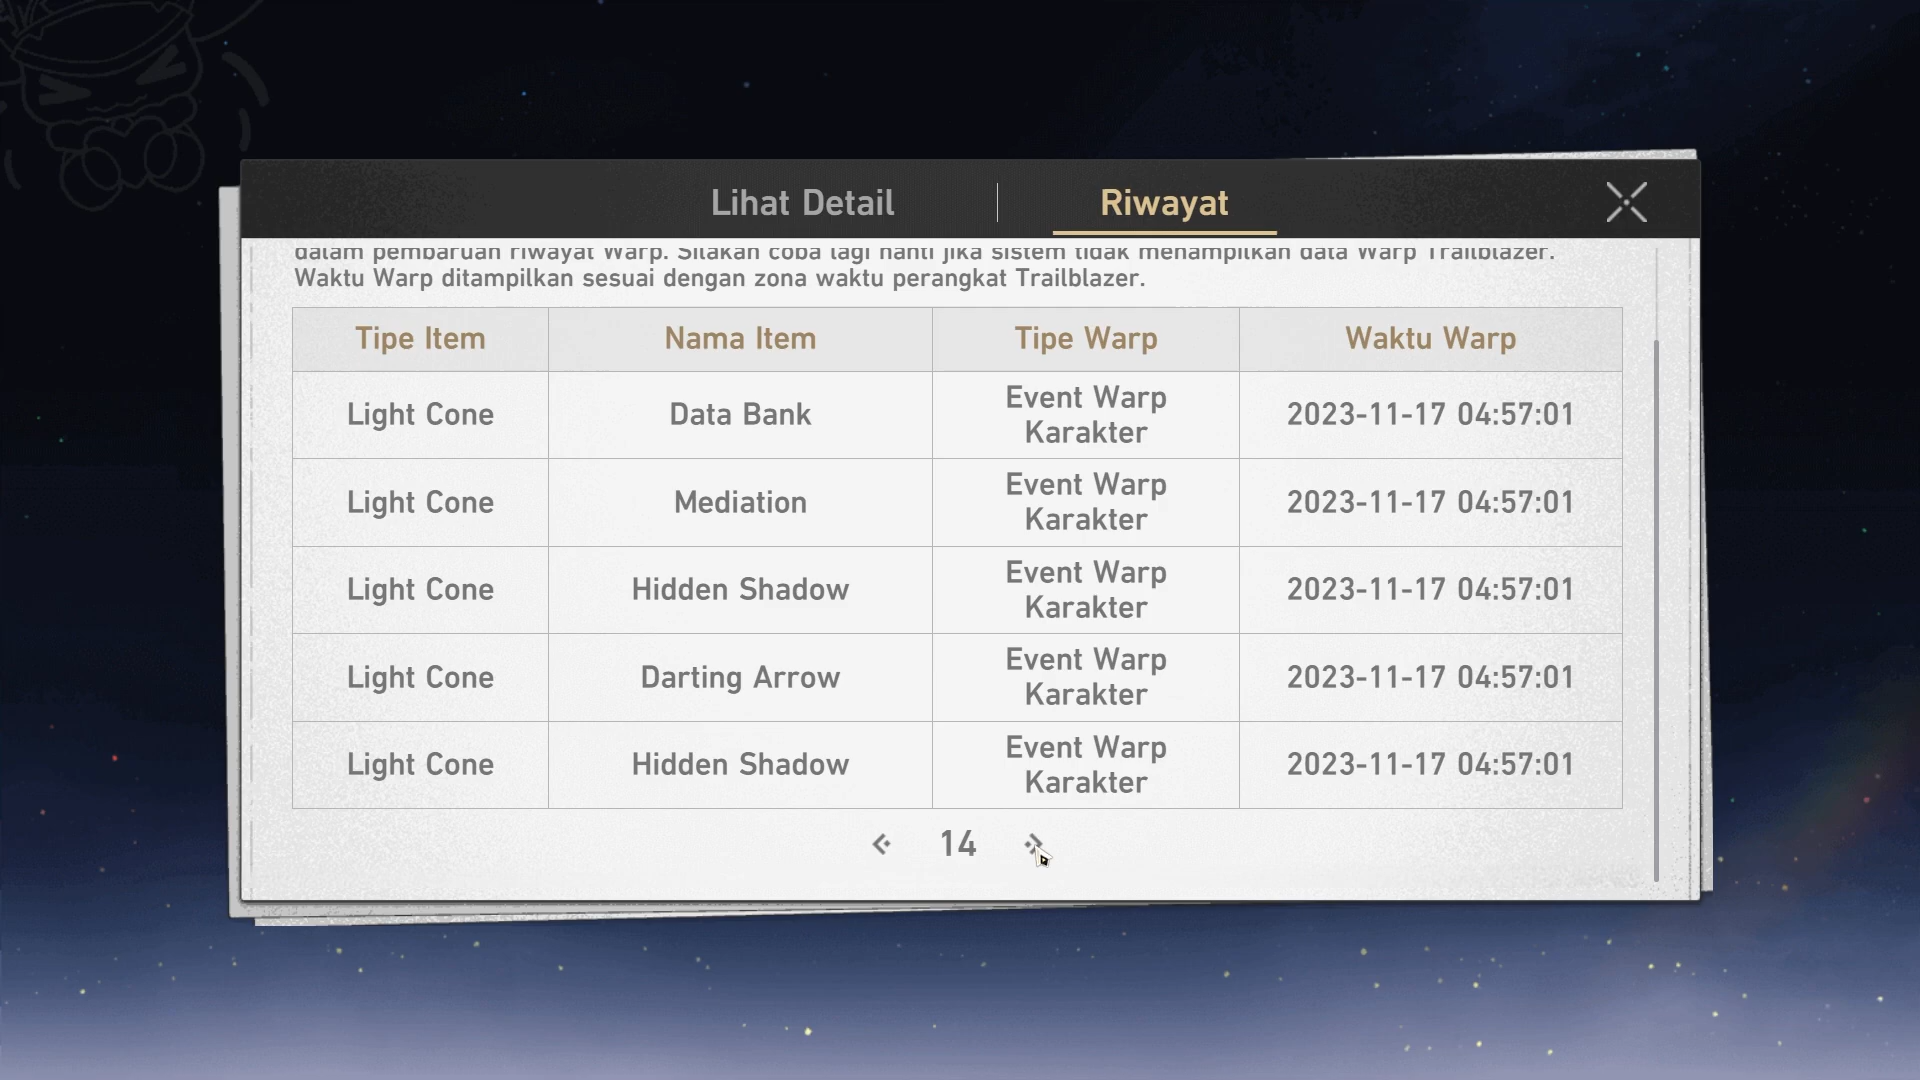 Lihat Detail
Riwayat
dalam pembaruan riwayat Warp. Silakan coba lagi nanti jika sistem tidak menampilkan data Warp Trailblazer.
Waktu Warp ditampilkan sesuai dengan zona waktu perangkat Trailblazer.
Tipe Item
Nama Item
Tipe Warp
Waktu Warp
Light Cone
Data Bank
Event Warp
Karakter
2023-11-17 04:57:01
Light Cone
Mediation
Event Warp
Karakter
2023-11-17 04:57:01
Light Cone
Hidden Shadow
Event Warp
Karakter
2023-11-17 04:57:01
Light Cone
Darting Arrow
Event Warp
Karakter
2023-11-17 04:57:01
Light Cone
Hidden Shadow
Event Warp
Karakter
2023-11-17 04:57:01
14